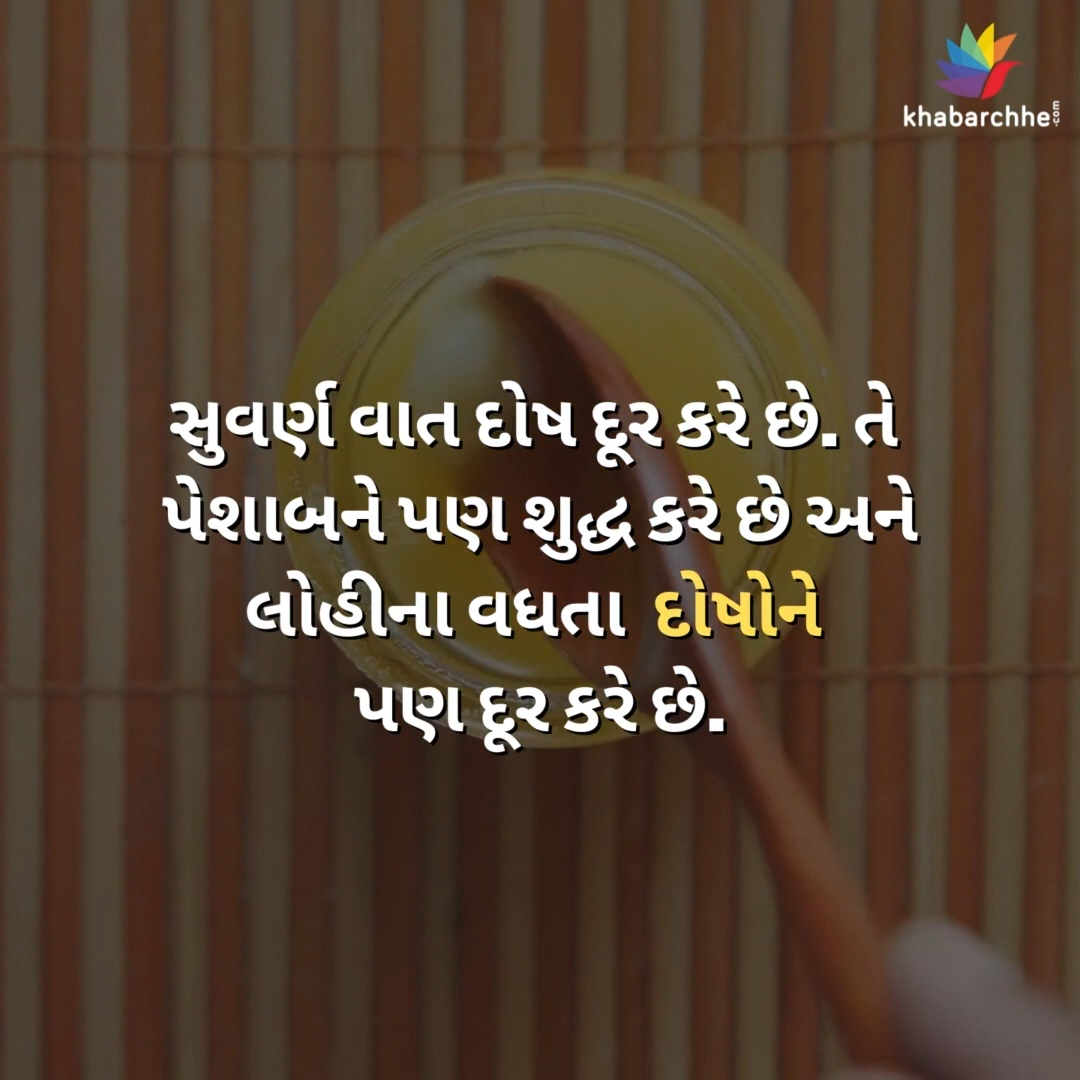 khabarchhe.com
સુવર્ણ વાત દોષ દૂર કરે છે. તે
પેશાબને પણ શુદ્ધ કરે છે અને
લોહીના વધતા દોષોને
પણ દૂર કરે છે.